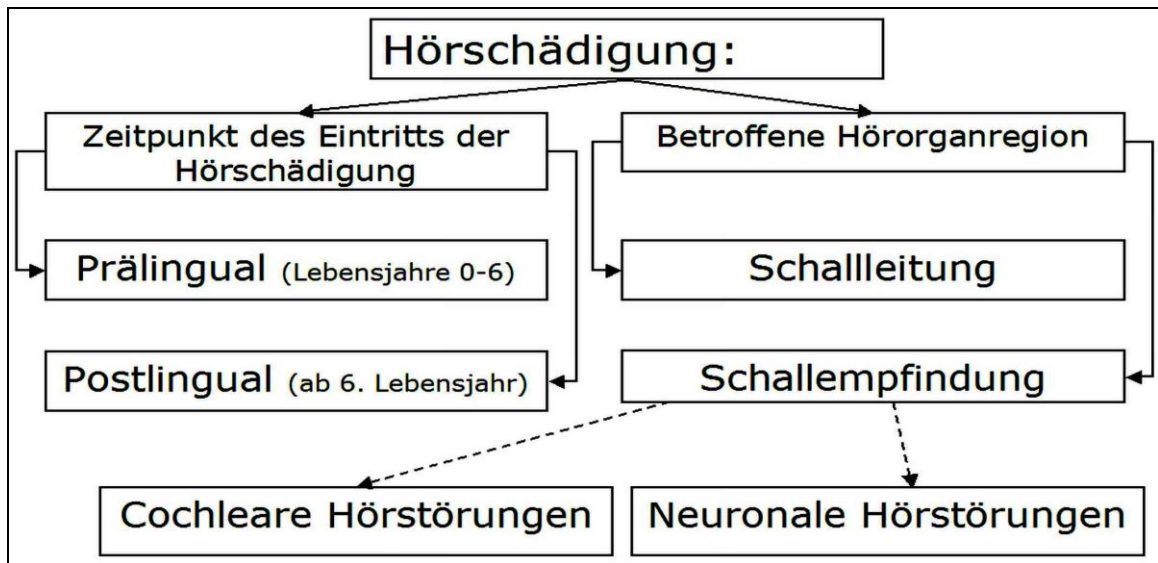 Hörschädigung:
Zeitpunkt des Eintritts der
Hörschädigung
Betroffene Hörorganregion
Prälingual (Lebensjahre 0-6)
Schallleitung
Postlingual (ab 6. Lebensjahr)
Schallempfindung
Cochleare Hörstörungen
Neuronale Hörstörungen